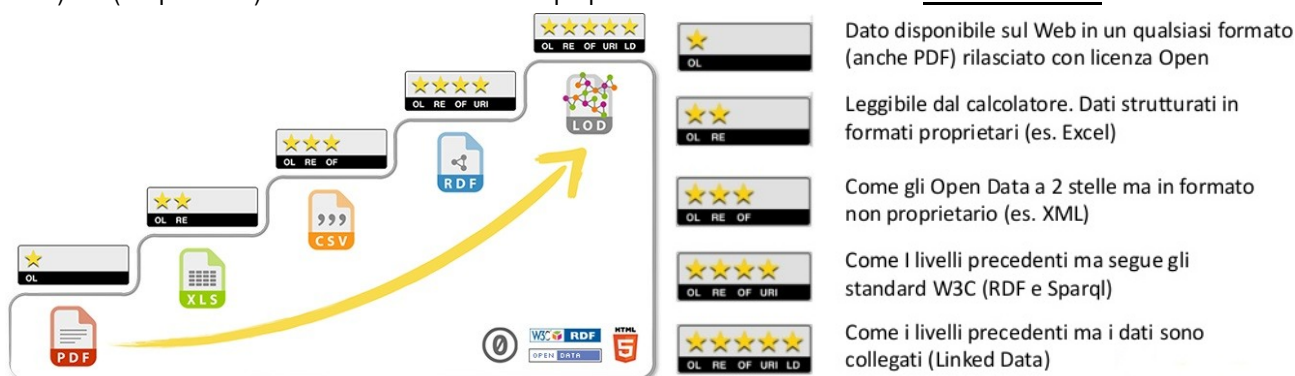 OL RE OF URI LD
LOD
OL RE OF URI
RDF
OL RE OF
CSV
OL RE
XLS
OL
PDF
W3C RDF
OPEN DATA
HTML
5
OL
Dato disponibile sul Web in un qualsiasi formato
(anche PDF) rilasciato con licenza Open
OL RE
Leggibile dal calcolatore. Dati strutturati in
formati proprietari (es. Excel)
OL RE OF
Come gli Open Data a 2 stelle ma in formato
non proprietario (es. XML)
OL RE OF URI
Come I livelli precedenti ma segue gli
standard W3C (RDF e Sparql)
OL RE OF URI LD
Come i livelli precedenti ma i dati sono
collegati (Linked Data)